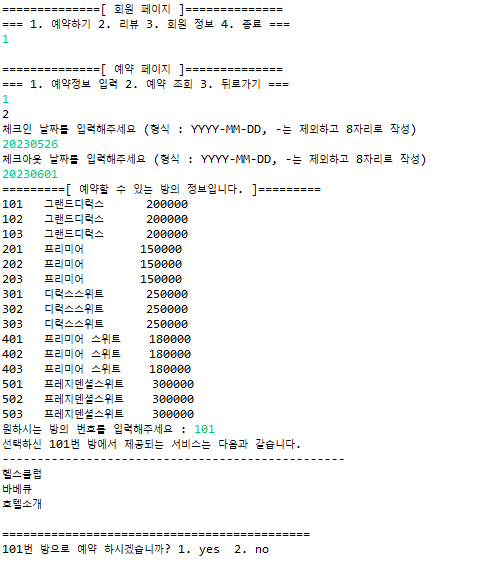 ==============[ 회원 페이지 ]==============
=== 1. 예약하기 2. 리뷰 3. 회원 정보 4. 종료 ===
1
==============[ 예약 페이지 ]==============
=== 1. 예약정보 입력 2. 예약 조회 3. 뒤로가기 ===
1
2
체크인 날짜를 입력해주세요 (형식 : YYYY-MM-DD, -는 제외하고 8자리로 작성)
20230526
체크아웃 날짜를 입력해주세요 (형식 : YYYY-MM-DD, -는 제외하고 8자리로 작성)
20230601
=========[ 예약할 수 있는 방의 정보입니다. ]=========
101 그랜드디럭스 200000
102 그랜드디럭스 200000
103 그랜드디럭스 200000
201 프리미어 150000
202 프리미어 150000
203 프리미어 150000
301 디럭스스위트 250000
302 디럭스스위트 250000
303 디럭스스위트 250000
401 프리미어 스위트 180000
402 프리미어 스위트 180000
403 프리미어 스위트 180000
501 프레지덴셜스위트 300000
502 프레지덴셜스위트 300000
503 프레지덴셜스위트 300000
원하시는 방의 번호를 입력해주세요 : 101
선택하신 101번 방에서 제공되는 서비스는 다음과 같습니다.
-------------------------------------------------
헬스클럽
바베큐
호텔소개
============================================
101번 방으로 예약 하시겠습니까? 1. yes 2. no